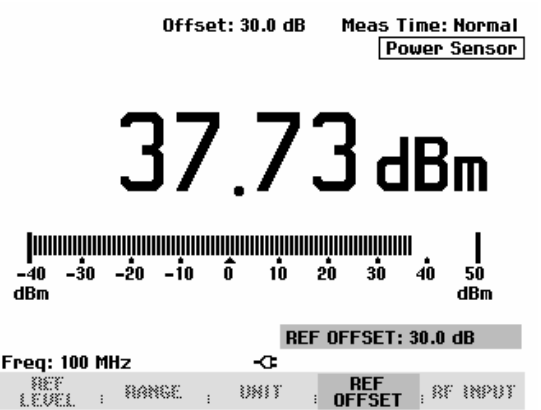 Offset: 30.0 dB Meas Time: Normal
Power Sensor
37.73 dBm
-40 -30 -20 -10 0 10 20 30 40 50
dBm dBm
REF OFFSET: 30.0 dB
Freq: 100 MHz
REF LEVEL RANGE UNIT REF OFFSET RF INPUT